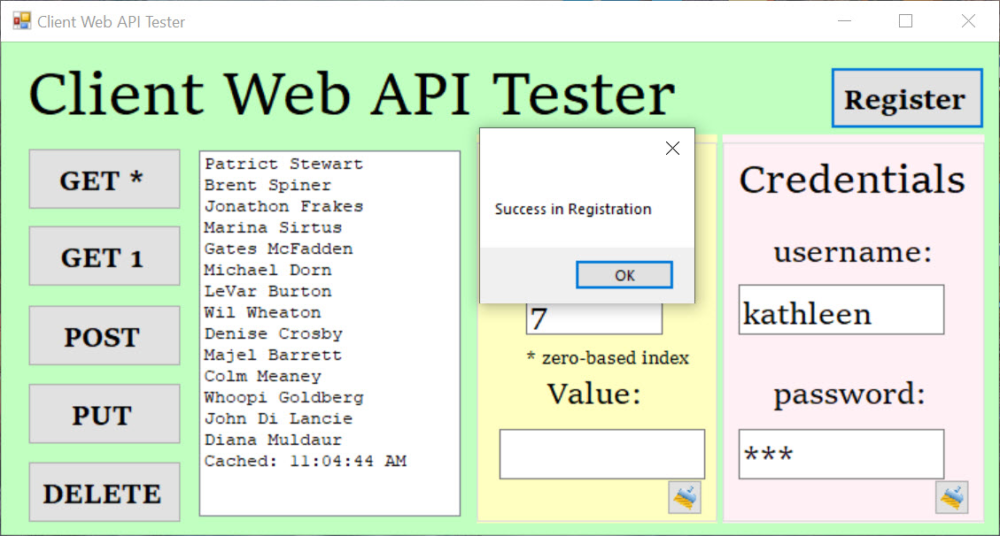 Client Web API Tester
Client Web API Tester
Register
GET *
GET 1
POST
PUT
DELETE
Patrict Stewart
Brent Spiner
Jonathon Frakes
Marina Sirtus
Gates McFadden
Michael Dorn
LeVar Burton
Wil Wheaton
Denise Crosby
Majel Barrett
Colm Meaney
Whoopi Goldberg
John Di Lancie
Diana Muldaur
Cached: 11:04:44 AM
Success in Registration
OK
7
* zero-based index
Value:
Credentials
username:
kathleen
password:
***